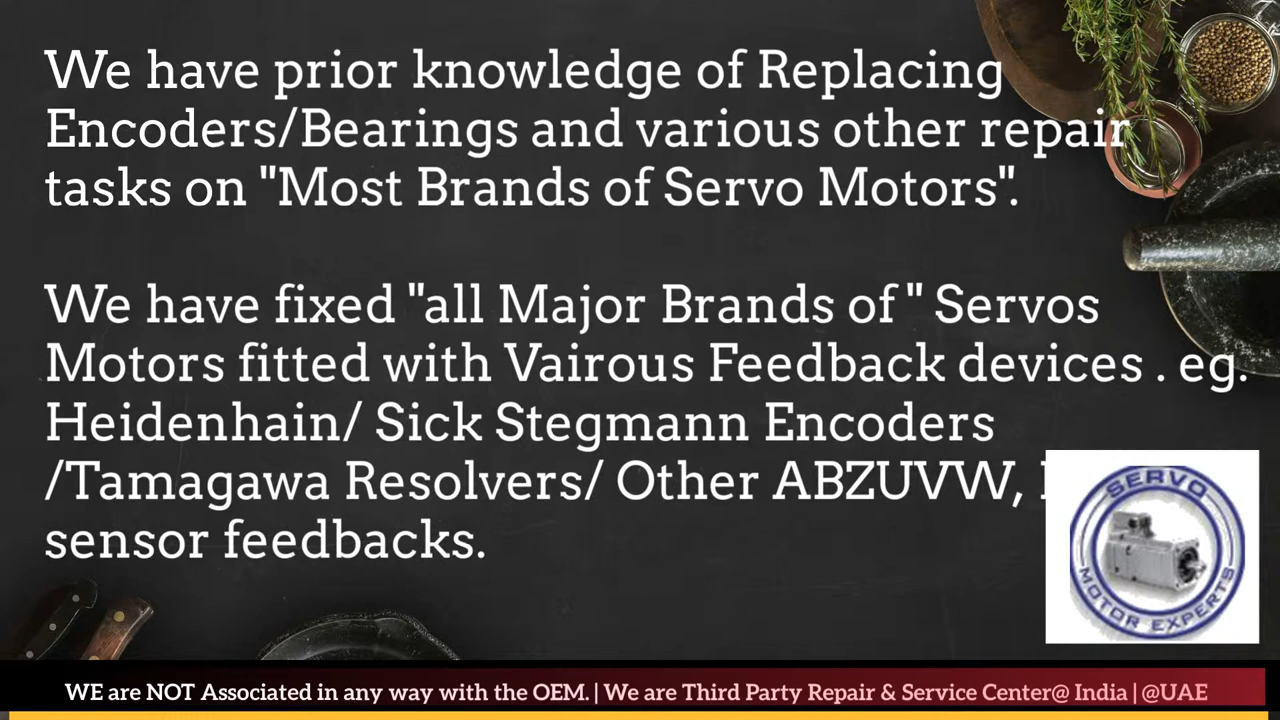 We have prior knowledge of Replacing
Encoders/Bearings and various other repair
tasks on "Most Brands of Servo Motors".
We have fixed "all Major Brands of " Servos
Motors fitted with Vairous Feedback devices . eg.
Heidenhain/ Sick Stegmann Encoders
/Tamagawa Resolvers/ Other ABZUVW,
sensor feedbacks.
SERVO
MOTOR EXPERTS
WE are NOT Associated in any way with the OEM. | We are Third Party Repair & Service Center@ India | @UAE